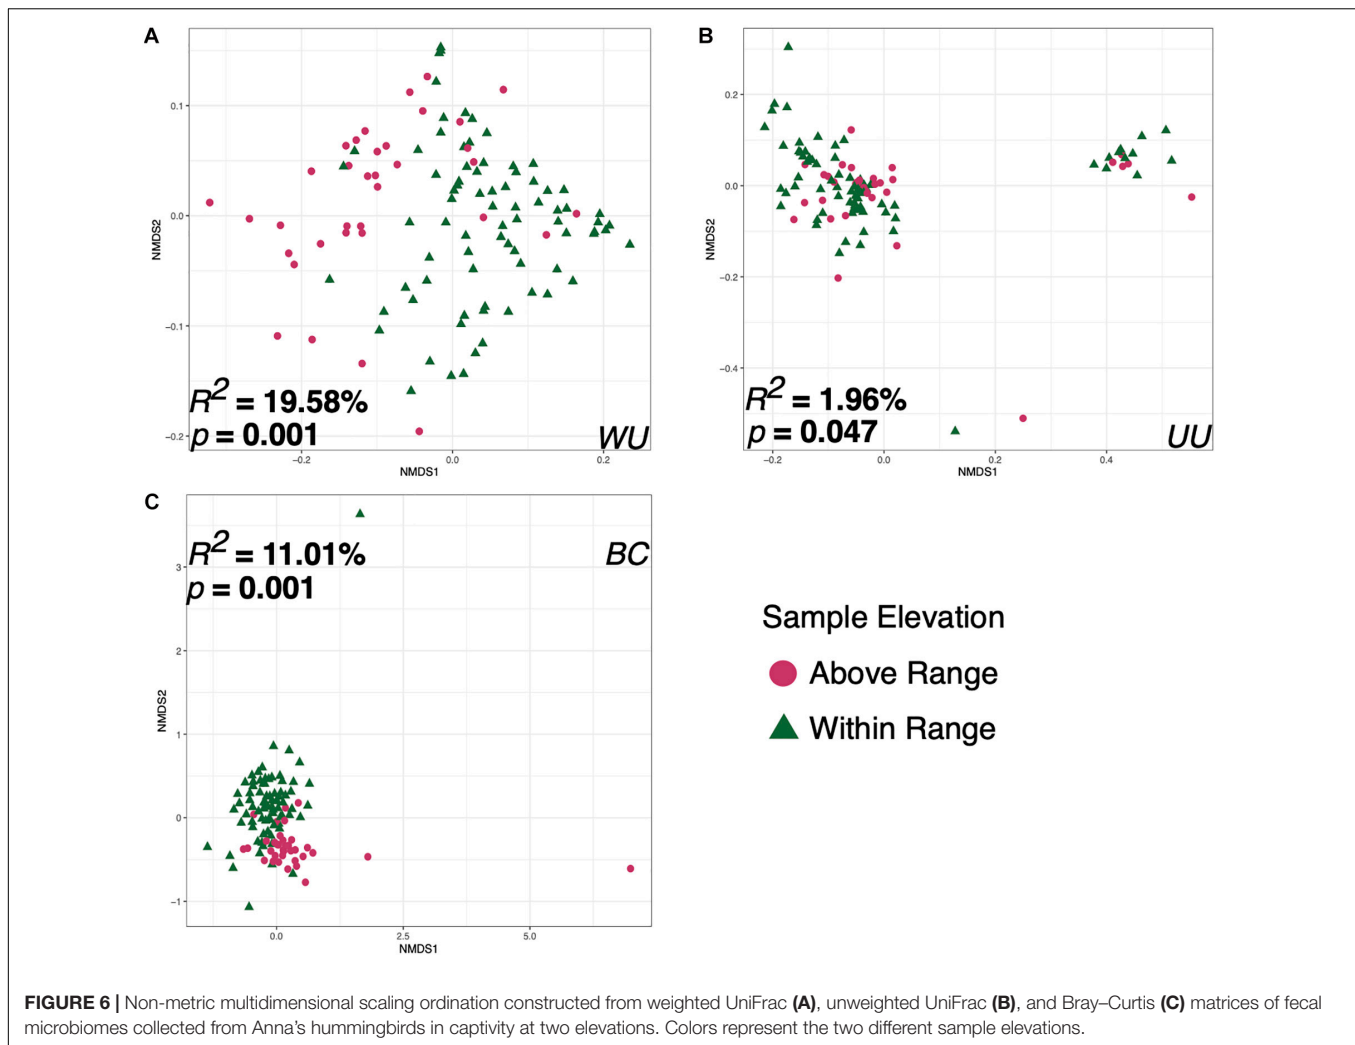 A
NMDS2
0.1
0.0
−0.1
−0.2
R² = 19.58%
p = 0.001
WU
−0.2
0.0
0.2
NMDS1
B
NMDS2
0.2
0.0
−0.2
−0.4
R² = 1.96%
p = 0.047
UU
−0.2
0.0
0.4
NMDS1
C
R² = 11.01%
p = 0.001
BC
NMDS2
3
2
1
0
−1
0.0
2.5
5.0
NMDS1
Sample Elevation
Above Range
Within Range
FIGURE 6 | Non-metric multidimensional scaling ordination constructed from weighted UniFrac (A), unweighted UniFrac (B), and Bray–Curtis (C) matrices of fecal
microbiomes collected from Anna's hummingbirds in captivity at two elevations. Colors represent the two different sample elevations.